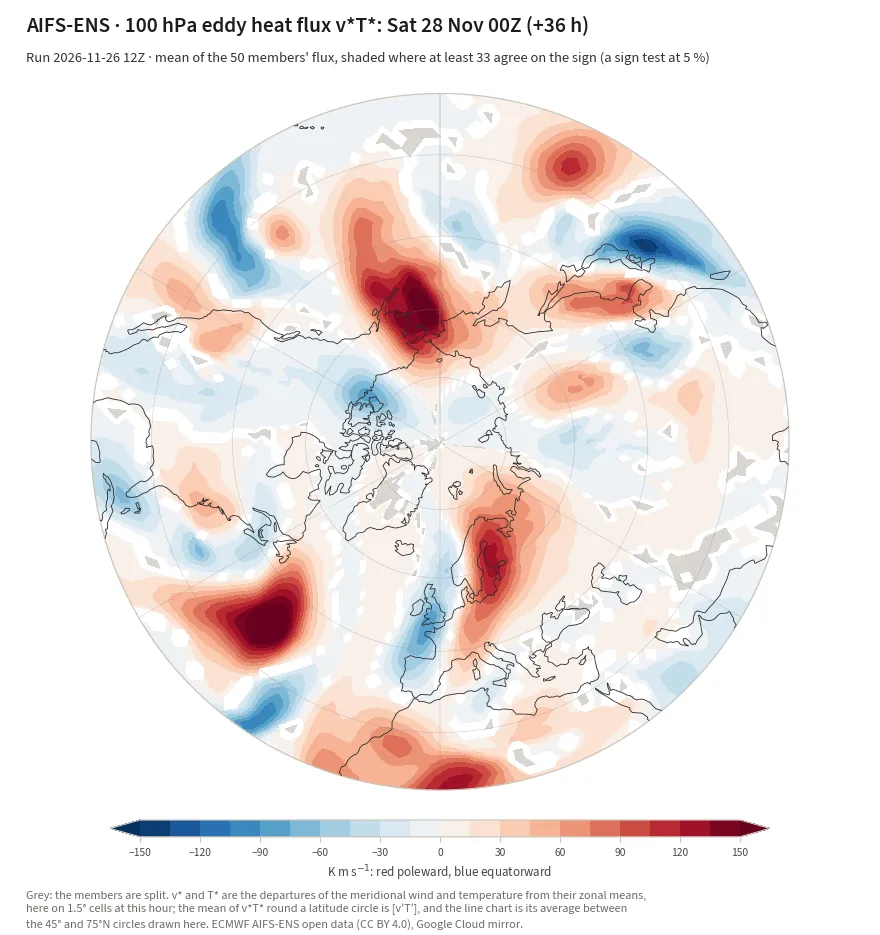 AIFS-ENS · 100 hPa eddy heat flux v*T*: Sat 28 Nov 00Z (+36 h)
Run 2026-11-26 12Z · mean of the 50 members' flux, shaded where at least 33 agree on the sign (a sign test at 5 %)
−150 −120 −90 −60 −30 0 30 60 90 120 150
K m s⁻¹: red poleward, blue equatorward
Grey: the members are split. v* and T* are the departures of the meridional wind and temperature from their zonal means,
here on 1.5° cells at this hour; the mean of v*T* round a latitude circle is [v′T′], and the line chart is its average between
the 45° and 75°N circles drawn here. ECMWF AIFS-ENS open data (CC BY 4.0), Google Cloud mirror.